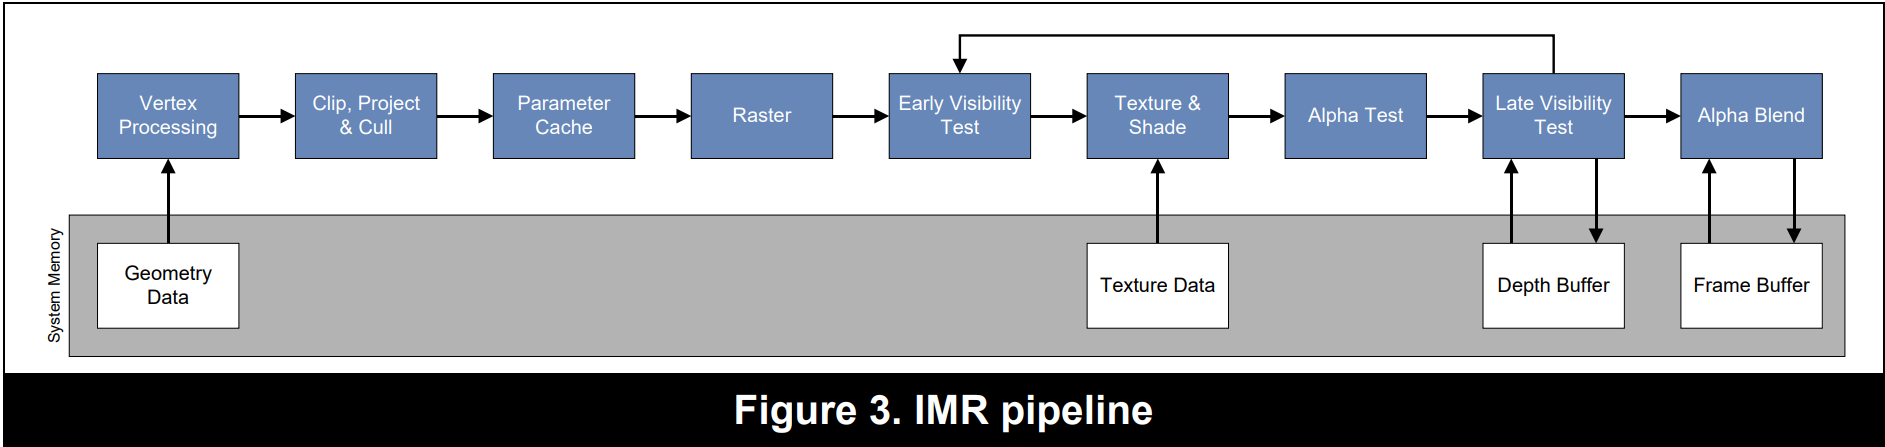 Vertex
Processing
Clip, Project
& Cull
Parameter
Cache
Raster
Early Visibility
Test
Texture &
Shade
Alpha Test
Late Visibility
Test
Alpha Blend
System Memory
Geometry
Data
Texture Data
Depth Buffer
Frame Buffer
Figure 3. IMR pipeline